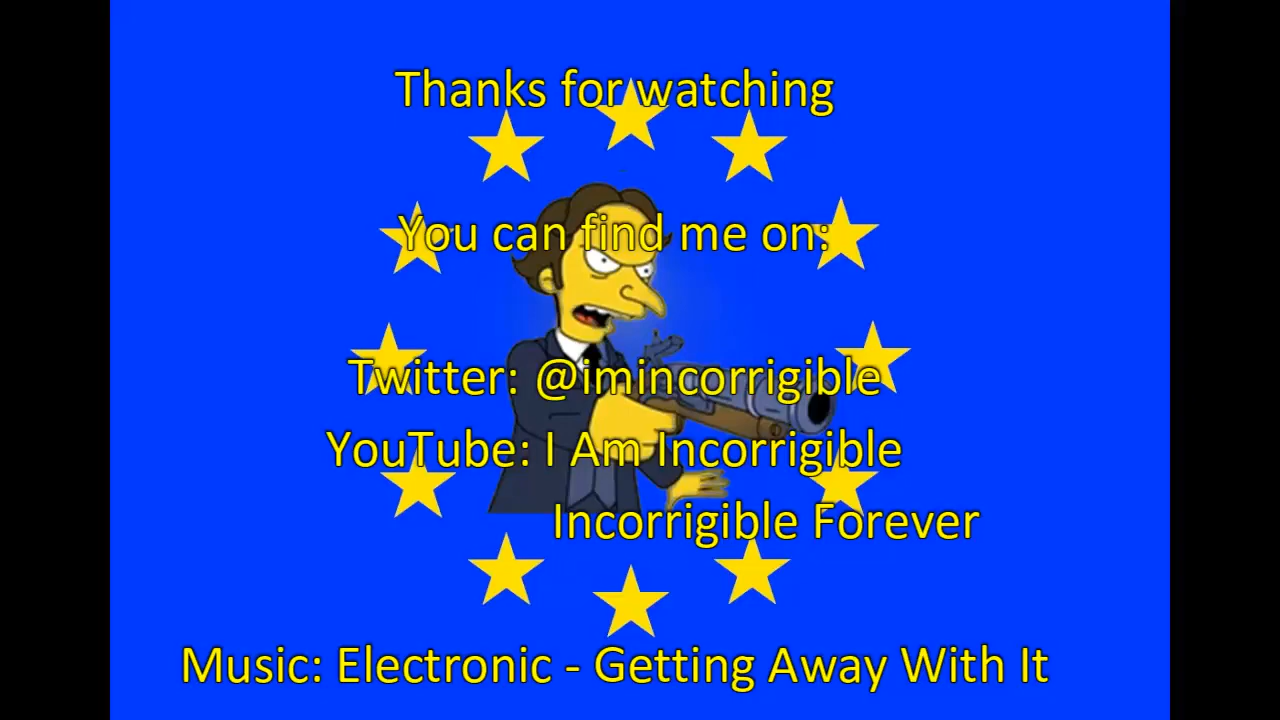 Thanks for watching
You can find me on:
Twitter: @imincorrigible
YouTube: I Am Incorrigible
Incorrigible Forever
Music: Electronic - Getting Away With It